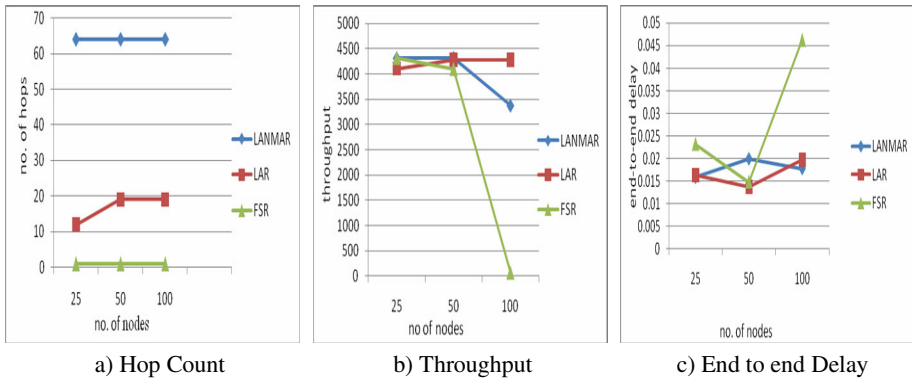 70
60
50
40
30
20
10
0
no. of hops
25 50 100
no. of nodes
LANMAR
LAR
FSR
a) Hop Count
5000
4500
4000
3500
3000
2500
2000
1500
1000
500
0
throughput
25 50 100
no of nodes
LANMAR
LAR
FSR
b) Throughput
0.05
0.045
0.04
0.035
0.03
0.025
0.02
0.015
0.01
0.005
0
end-to-end delay
25 50 100
no. of nodes
LANMAR
LAR
FSR
c) End to end Delay